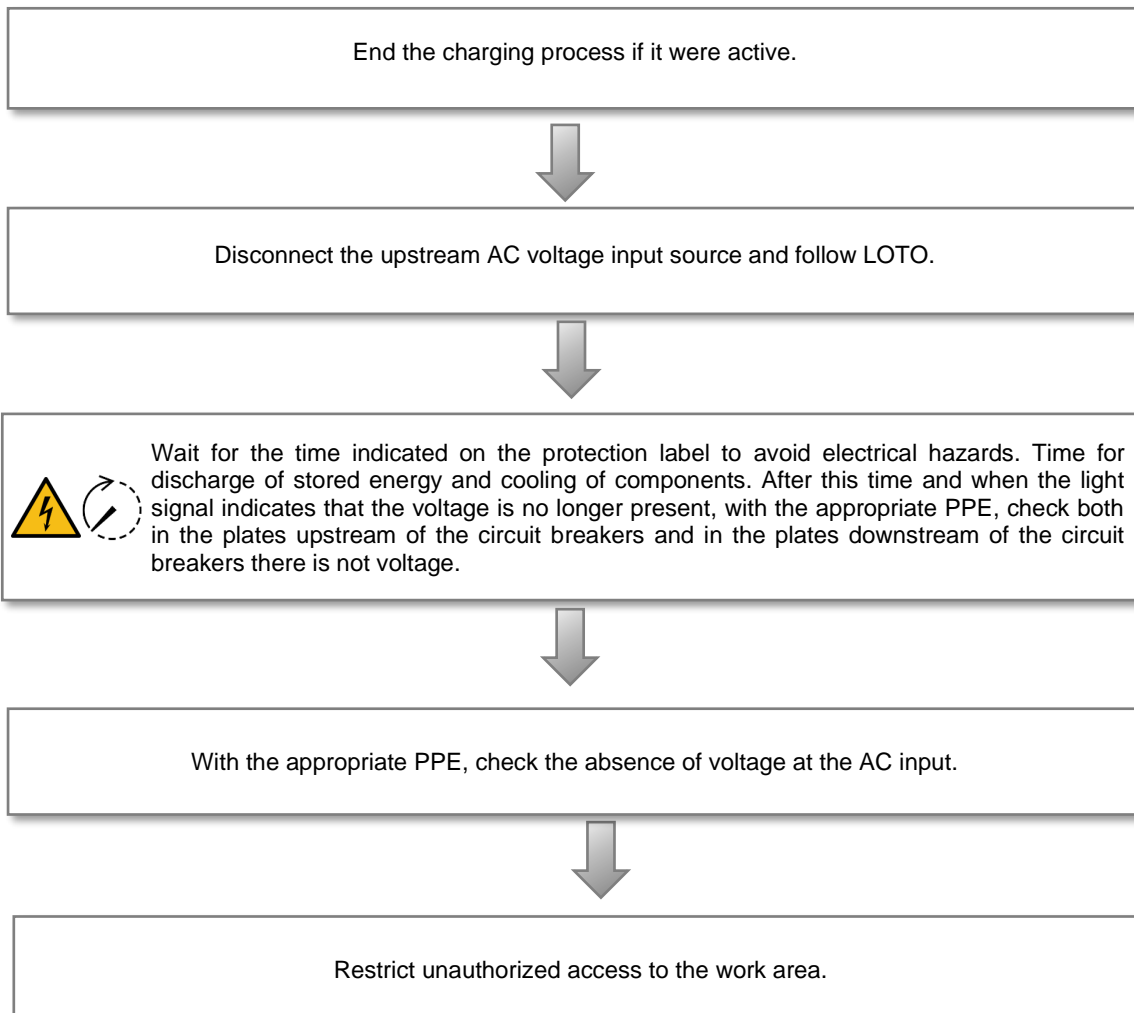 End the charging process if it were active.
Disconnect the upstream AC voltage input source and follow LOTO.
Wait for the time indicated on the protection label to avoid electrical hazards. Time for
discharge of stored energy and cooling of components. After this time and when the light
signal indicates that the voltage is no longer present, with the appropriate PPE, check both
in the plates upstream of the circuit breakers and in the plates downstream of the circuit
breakers there is not voltage.
With the appropriate PPE, check the absence of voltage at the AC input.
Restrict unauthorized access to the work area.